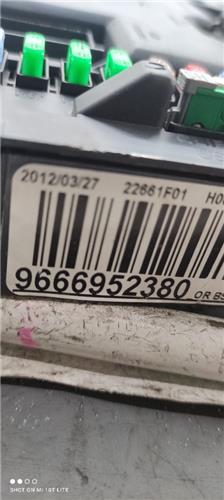 2012/03/27 22661F01 H0
9666952380 OR BS
SHOT ON MI 10T LITE